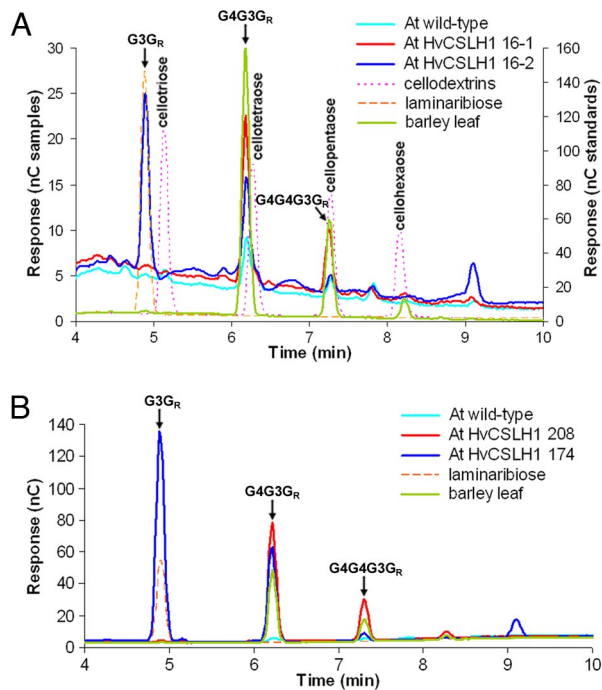 A
G4G3GR
G3GR
At wild-type
At HvCSLH1 16-1
At HvCSLH1 16-2
cellodextrins
laminaribiose
barley leaf
cellotriose
cellotetraose
cellopentaose
cellohexaose
G4G4G3GR
Response (nC samples)
30
25
20
15
10
5
0
160
140
120
100
80
60
40
20
0
Response (nC standards)
4 5 6 7 8 9 10
Time (min)
B
G3GR
At wild-type
At HvCSLH1 208
At HvCSLH1 174
laminaribiose
barley leaf
G4G3GR
G4G4G3GR
Response (nC)
140
120
100
80
60
40
20
0
4 5 6 7 8 9 10
Time (min)